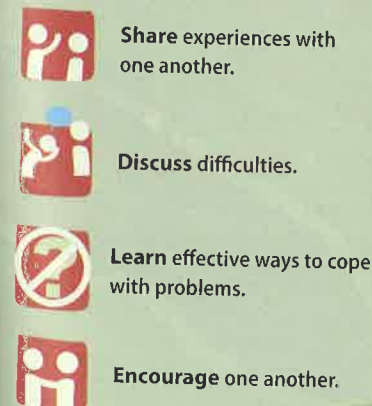 Share experiences with
one another.
Discuss difficulties.
?
Learn effective ways to cope
with problems.
Encourage one another.